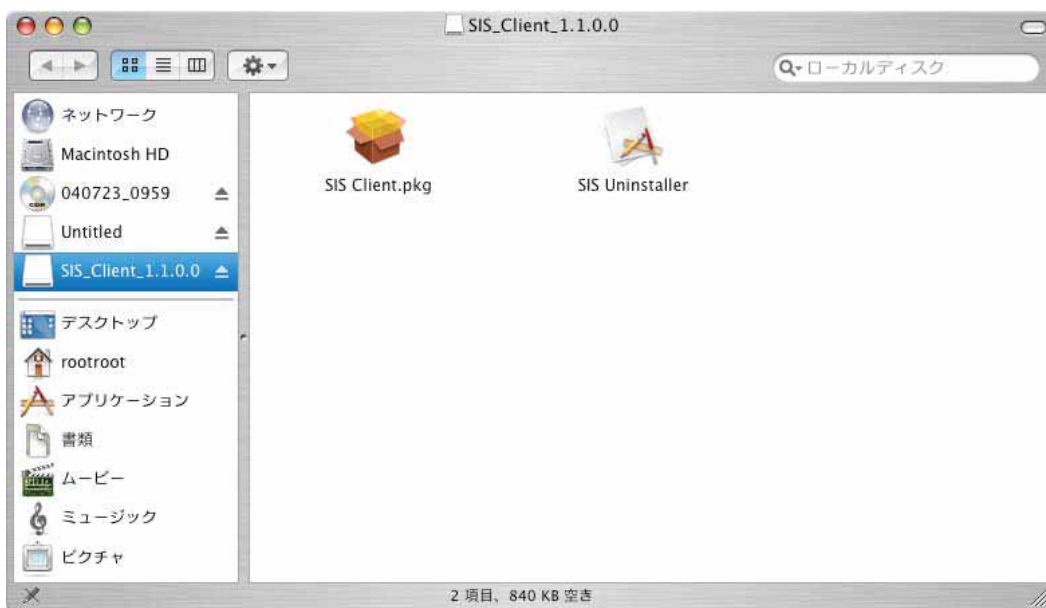 SIS_Client_1.1.0.0
ローカルディスク
ネットワーク
Macintosh HD
040723_0959
Untitled
SIS_Client_1.1.0.0
デスクトップ
rootroot
アプリケーション
書類
ムービー
ミュージック
ピクチャ
SIS Client.pkg
SIS Uninstaller
2 項目、840 KB 空き